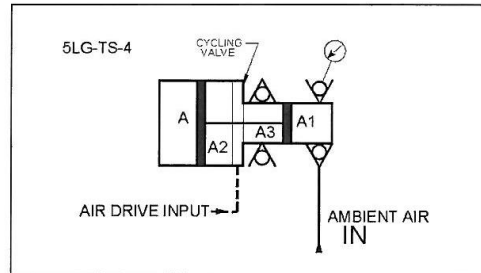 5LG-TS-4
CYCLING
VALVE
A
A1
A3
A2
AIR DRIVE INPUT
AMBIENT AIR
IN